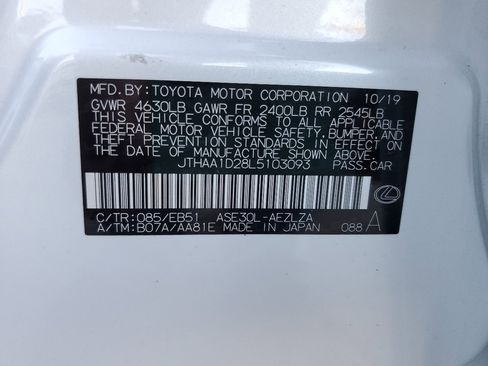 MFD.BY: TOYOTA MOTOR CORPORATION 10/19
GVWR 4630LB GAWR FR 2400LB RR 2545LB
THIS VEHICLE CONFORMS TO ALL APPLICABLE
FEDERAL MOTOR VEHICLE SAFETY, BUMPER, AND
THEFT PREVENTION STANDARDS IN EFFECT ON
THE DATE OF MANUFACTURE SHOWN ABOVE.
JTHAA1D28L5103093 PASS.CAR
C/TR: 085/EB51 ASE30L-AEZLZA
A/TM: B07A/AA81E MADE IN JAPAN 088 A